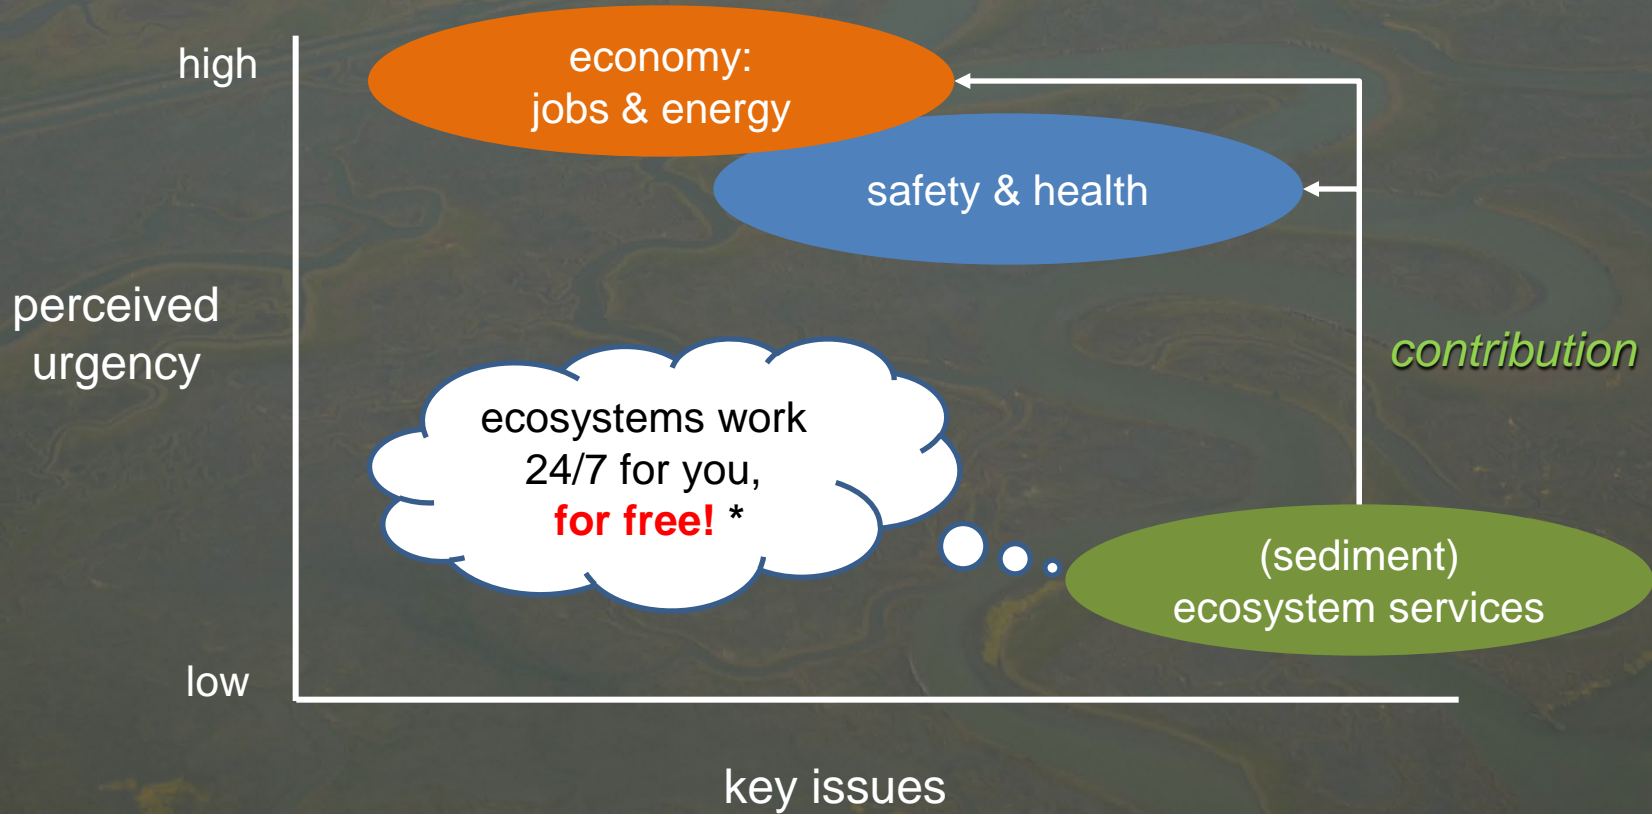 high
economy:
jobs & energy
safety & health
perceived
urgency
contribution
ecosystems work
24/7 for you,
for free! *
(sediment)
ecosystem services
low
key issues